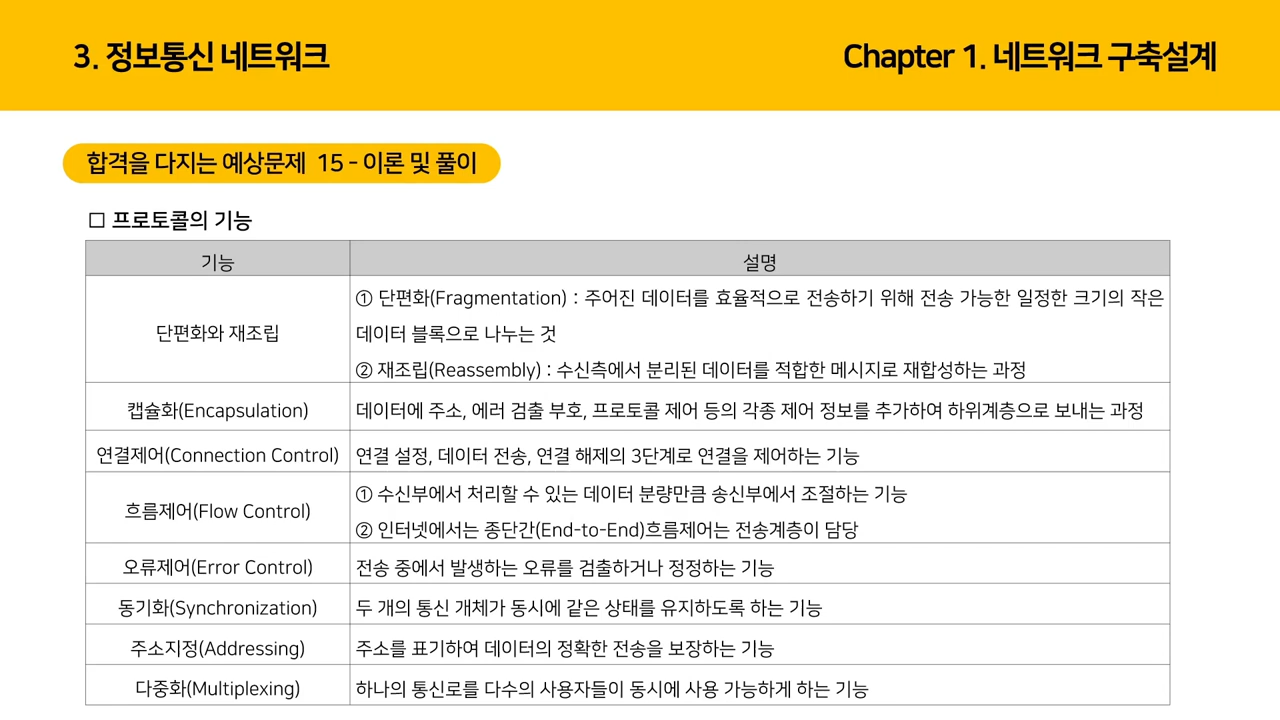 3. 정보통신 네트워크
Chapter 1. 네트워크 구축설계
합격을 다지는 예상문제 15 - 이론 및 풀이
□ 프로토콜의 기능
기능
설명
단편화와 재조립
① 단편화(Fragmentation) : 주어진 데이터를 효율적으로 전송하기 위해 전송 가능한 일정한 크기의 작은
데이터 블록으로 나누는 것
② 재조립(Reassembly) : 수신측에서 분리된 데이터를 적합한 메시지로 재합성하는 과정
캡슐화(Encapsulation)
데이터에 주소, 에러 검출 부호, 프로토콜 제어 등의 각종 제어 정보를 추가하여 하위계층으로 보내는 과정
연결제어(Connection Control)
연결 설정, 데이터 전송, 연결 해제의 3단계로 연결을 제어하는 기능
흐름제어(Flow Control)
① 수신부에서 처리할 수 있는 데이터 분량만큼 송신부에서 조절하는 기능
② 인터넷에서는 종단간(End-to-End)흐름제어는 전송계층이 담당
오류제어(Error Control)
전송 중에서 발생하는 오류를 검출하거나 정정하는 기능
동기화(Synchronization)
두 개의 통신 개체가 동시에 같은 상태를 유지하도록 하는 기능
주소지정(Addressing)
주소를 표기하여 데이터의 정확한 전송을 보장하는 기능
다중화(Multiplexing)
하나의 통신로를 다수의 사용자들이 동시에 사용 가능하게 하는 기능